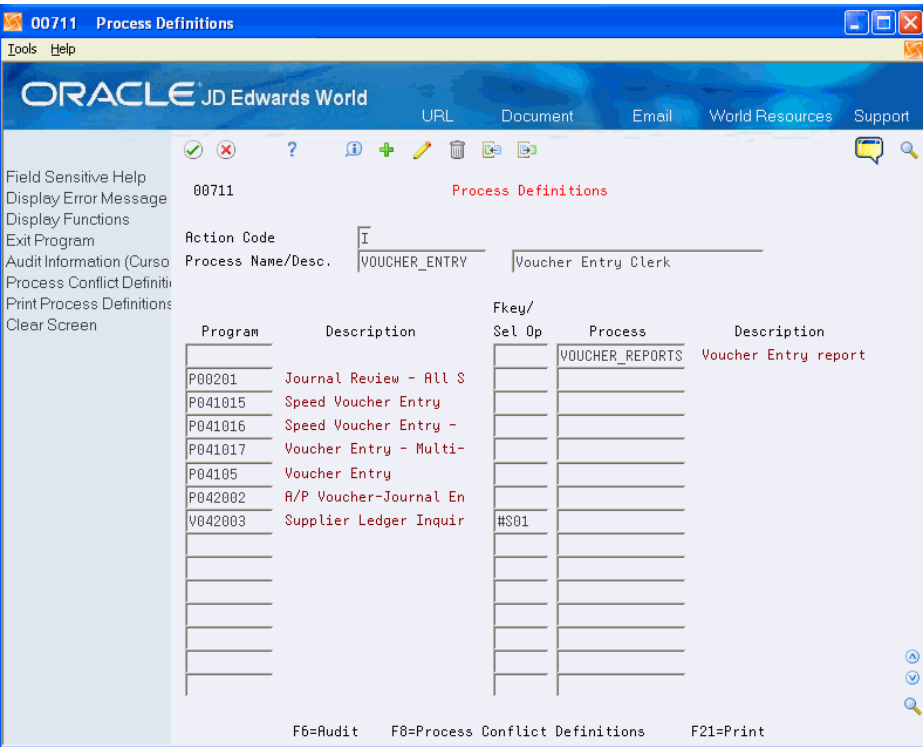 00711 Process Definitions
Tools Help
ORACLE JD Edwards World
URL Document Email World Resources Support
Field Sensitive Help
Display Error Message
Display Functions
Exit Program
Audit Information (Curso
Process Conflict Definiti
Print Process Definitions
Clear Screen
00711 Process Definitions
Action Code I
Process Name/Desc. VOUCHER_ENTRY Voucher Entry Clerk
Fkey/
Program Description Sel Op Process Description
VOUCHER_REPORTS Voucher Entry report
P00201 Journal Review - All S
P041015 Speed Voucher Entry
P041016 Speed Voucher Entry -
P041017 Voucher Entry - Multi-
P04105 Voucher Entry
P042002 A/P Voucher-Journal En
V042003 Supplier Ledger Inquir #S01
F6=Audit F8=Process Conflict Definitions F21=Print